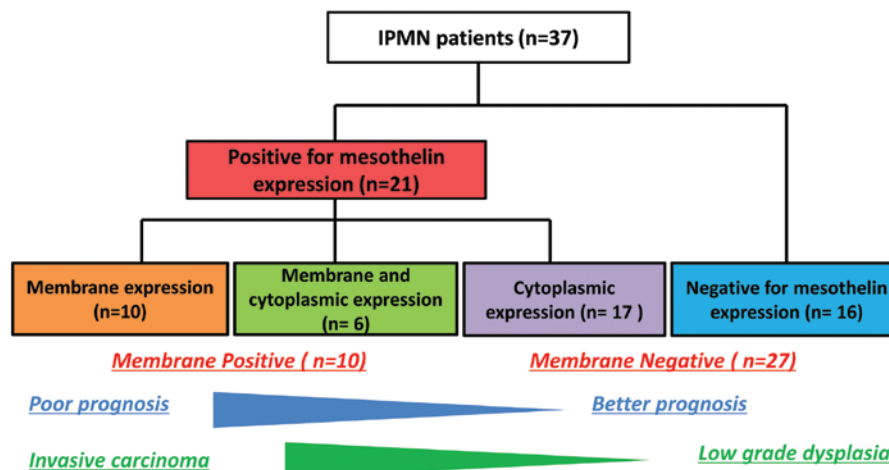 IPMN patients (n=37)
Positive for mesothelin
expression (n=21)
Membrane expression
(n=10)
Membrane and
cytoplasmic expression
(n= 6)
Cytoplasmic
expression (n= 17 )
Negative for mesothelin
expression (n= 16)
Membrane Positive ( n=10)
Membrane Negative ( n=27)
Poor prognosis
Better prognosis
Invasive carcinoma
Low grade dysplasia